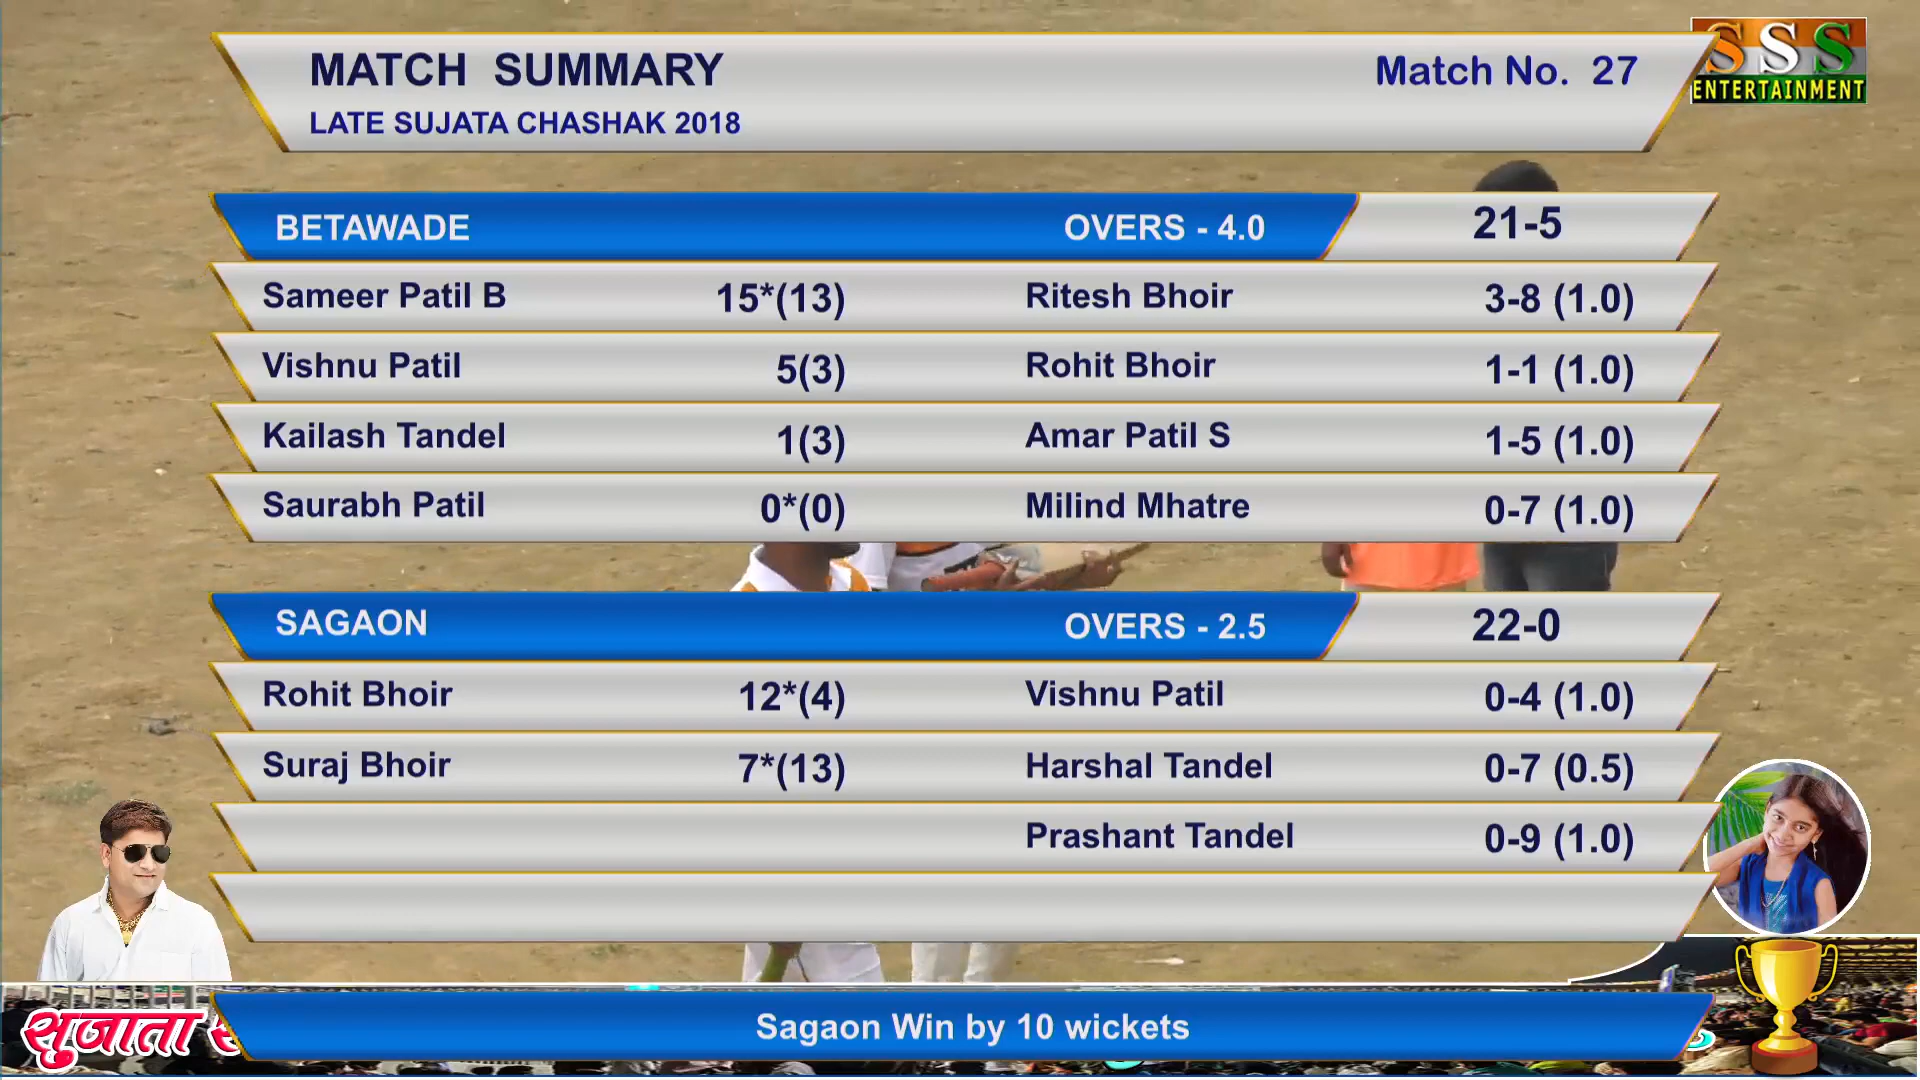 MATCH SUMMARY
Match No. 27
LATE SUJATA CHASHAK 2018
SSS
ENTERTAINMENT
BETAWADE OVERS - 4.0 21-5
Sameer Patil B 15*(13) Ritesh Bhoir 3-8 (1.0)
Vishnu Patil 5(3) Rohit Bhoir 1-1 (1.0)
Kailash Tandel 1(3) Amar Patil S 1-5 (1.0)
Saurabh Patil 0*(0) Milind Mhatre 0-7 (1.0)
SAGAON OVERS - 2.5 22-0
Rohit Bhoir 12*(4) Vishnu Patil 0-4 (1.0)
Suraj Bhoir 7*(13) Harshal Tandel 0-7 (0.5)
Prashant Tandel 0-9 (1.0)
सुजाता
Sagaon Win by 10 wickets